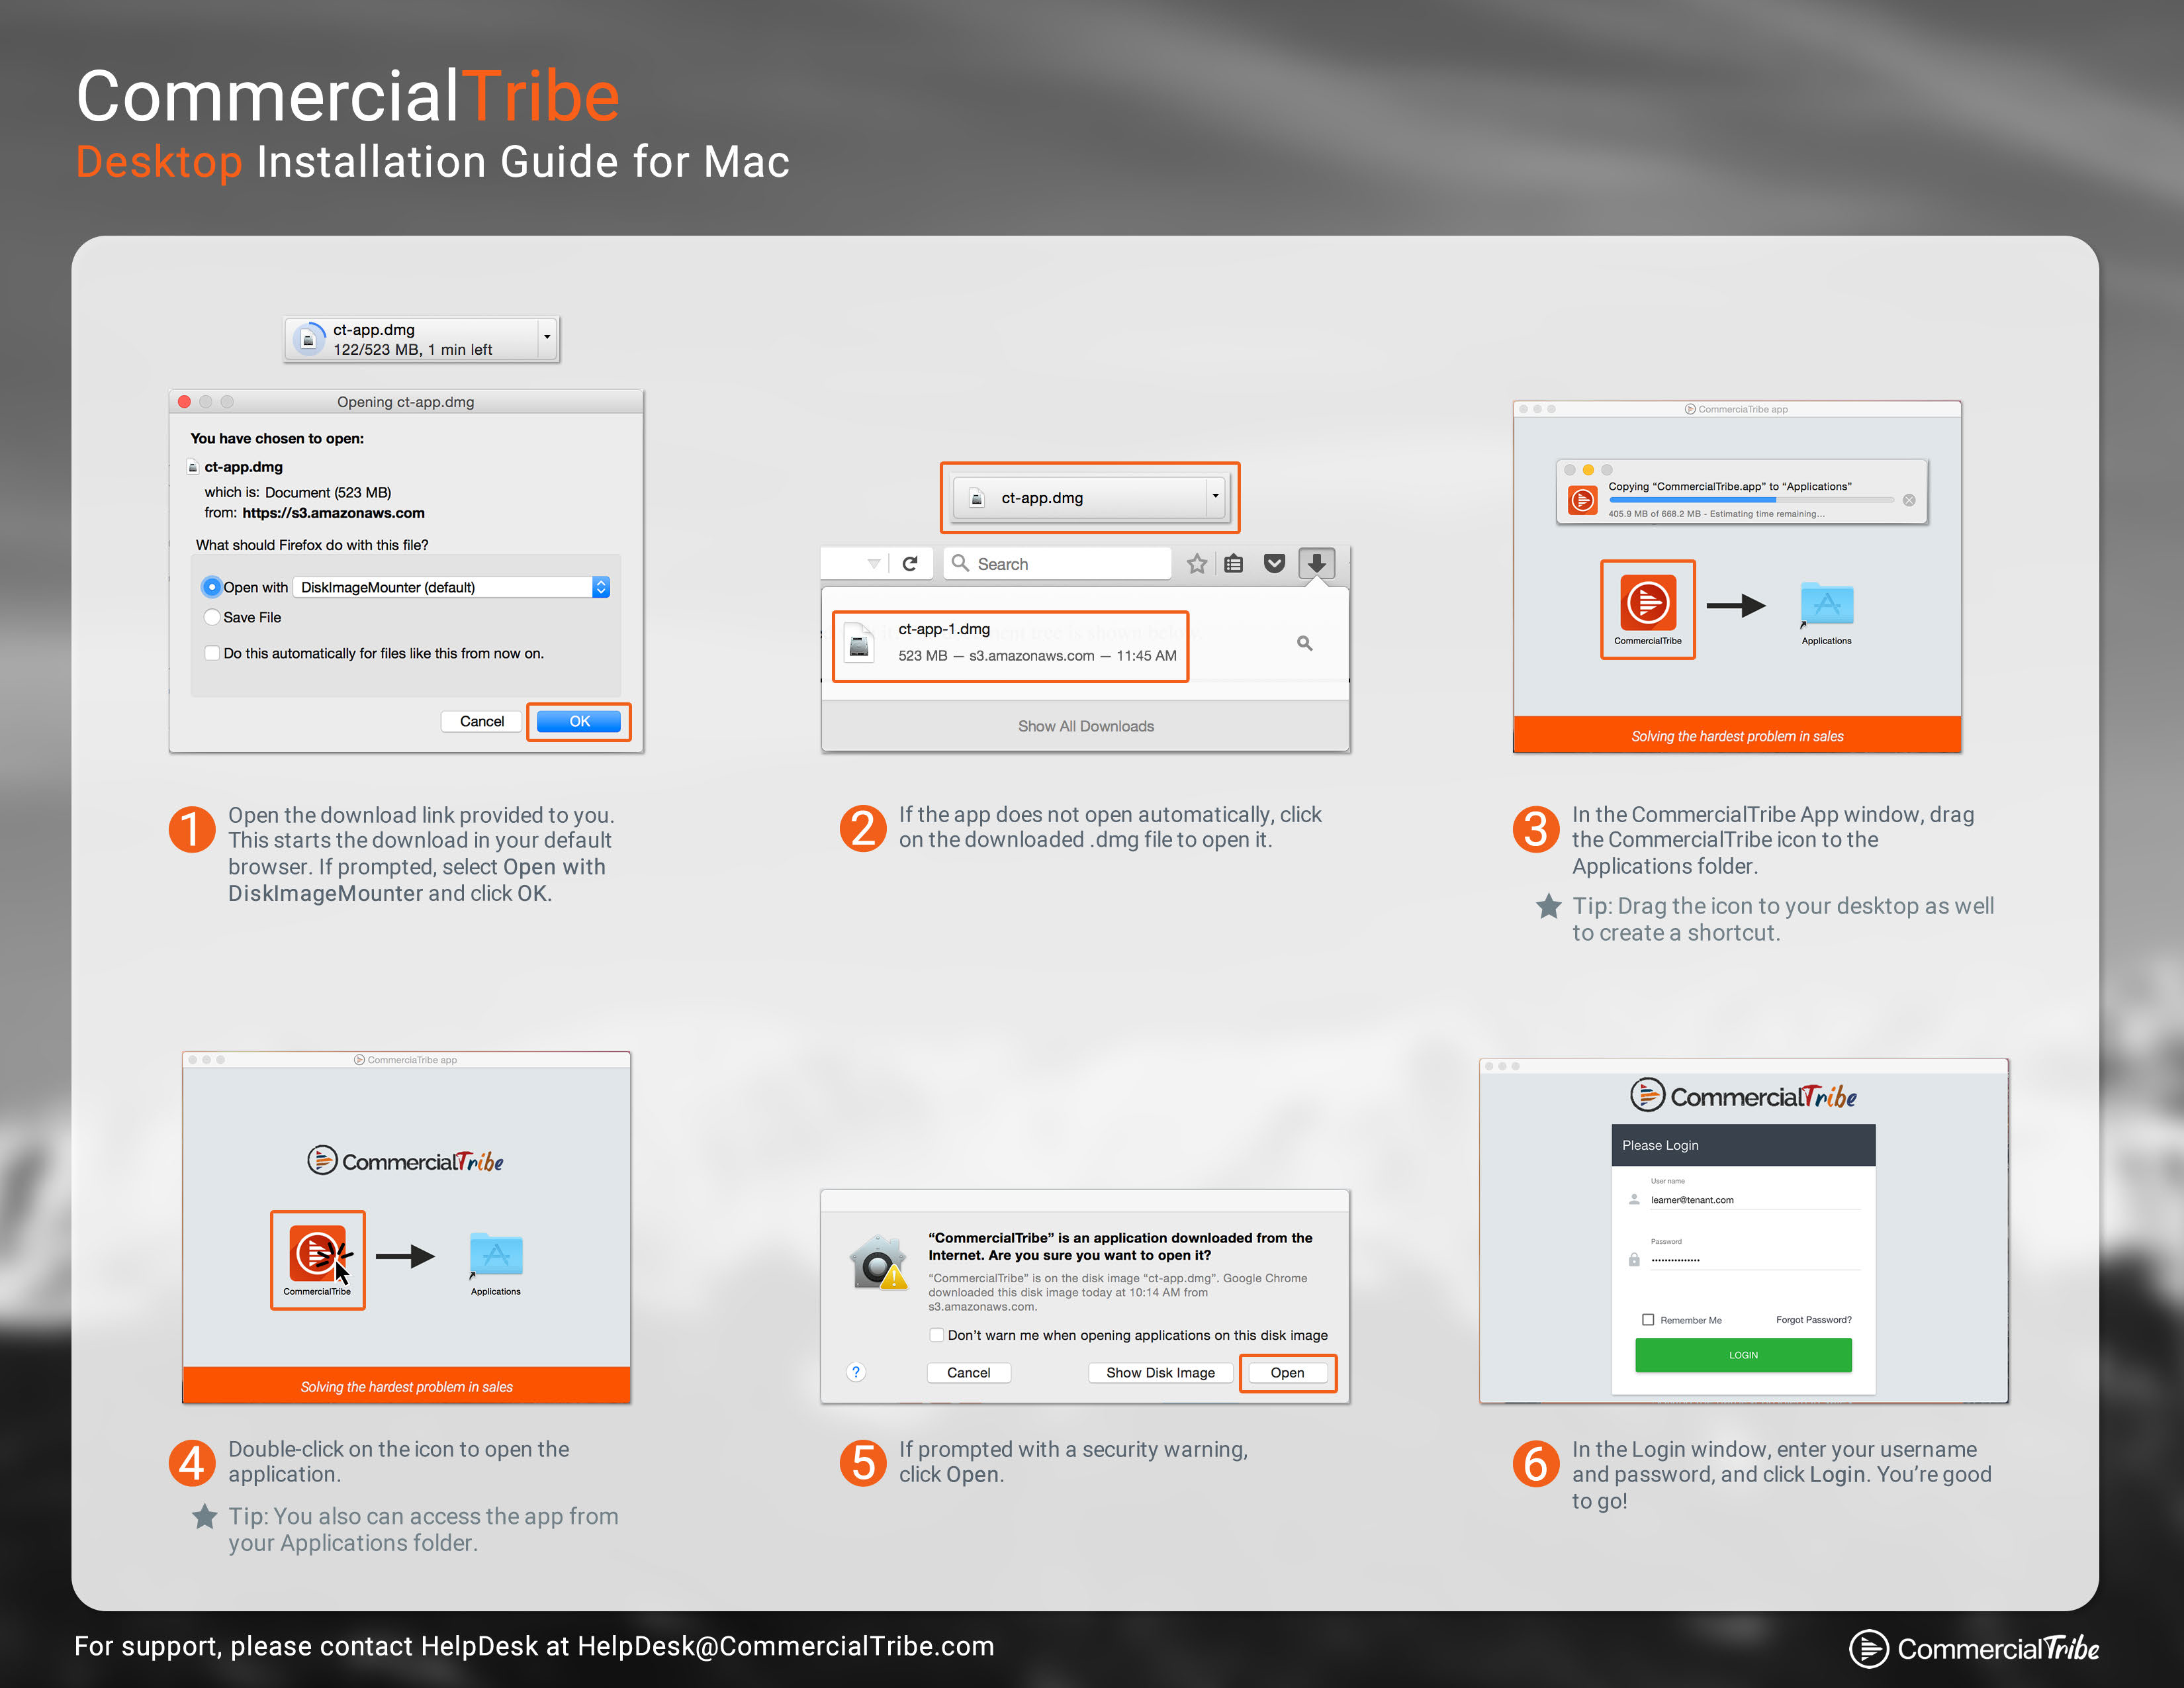 CommercialTribe
Desktop Installation Guide for Mac
ct-app.dmg
122/523 MB, 1 min left
Opening ct-app.dmg
You have chosen to open:
ct-app.dmg
which is: Document (523 MB)
from: https://s3.amazonaws.com
What should Firefox do with this file?
Open with DiskImageMounter (default)
Save File
Do this automatically for files like this from now on.
Cancel OK
1 Open the download link provided to you.
This starts the download in your default
browser. If prompted, select Open with
DiskImageMounter and click OK.
ct-app.dmg
Search
ct-app-1.dmg
523 MB — s3.amazonaws.com — 11:45 AM
Show All Downloads
2 If the app does not open automatically, click
on the downloaded .dmg file to open it.
CommerciaTribe app
Copying “CommercialTribe.app” to “Applications”
405.9 MB of 668.2 MB - Estimating time remaining...
CommercialTribe Applications
Solving the hardest problem in sales
3 In the CommercialTribe App window, drag
the CommercialTribe icon to the
Applications folder.
Tip: Drag the icon to your desktop as well
to create a shortcut.
CommerciaTribe app
CommercialTribe
CommercialTribe Applications
Solving the hardest problem in sales
4 Double-click on the icon to open the
application.
Tip: You also can access the app from
your Applications folder.
“CommercialTribe” is an application downloaded from the
Internet. Are you sure you want to open it?
“CommercialTribe” is on the disk image “ct-app.dmg”. Google Chrome
downloaded this disk image today at 10:14 AM from
s3.amazonaws.com.
Don’t warn me when opening applications on this disk image
? Cancel Show Disk Image Open
5 If prompted with a security warning,
click Open.
CommercialTribe
Please Login
User name
learner@tenant.com
Password
Remember Me Forgot Password?
LOGIN
6 In the Login window, enter your username
and password, and click Login. You’re good
to go!
For support, please contact HelpDesk at HelpDesk@CommercialTribe.com
CommercialTribe